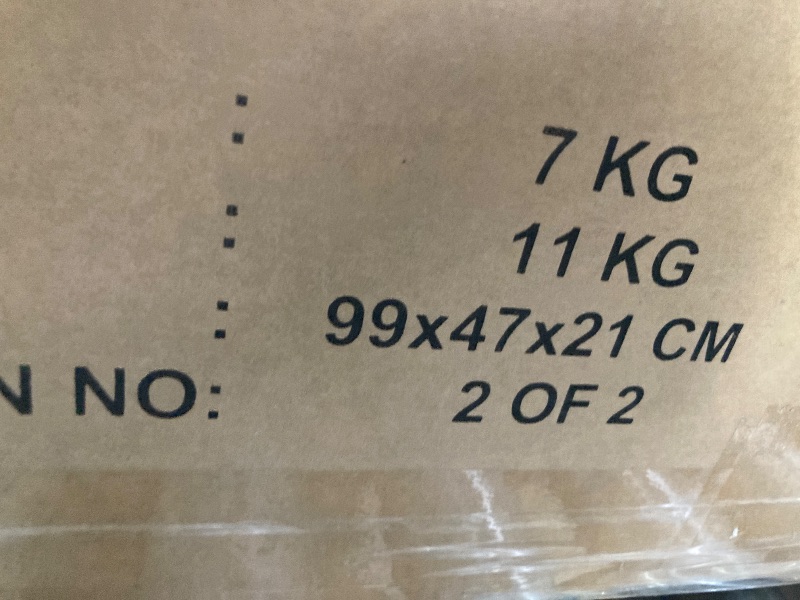 : 7 KG
: 11 KG
: 99x47x21 CM
N NO: 2 OF 2